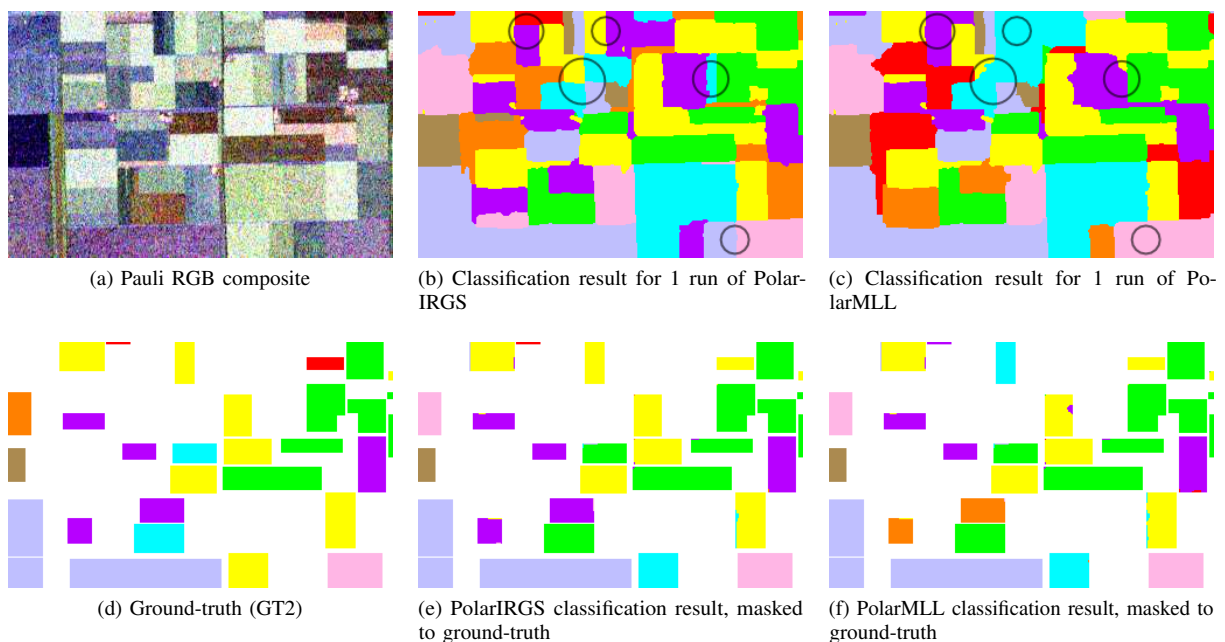 (a) Pauli RGB composite
(b) Classification result for 1 run of Polar-
IRGS
(c) Classification result for 1 run of Po-
larMLL
(d) Ground-truth (GT2)
(e) PolarIRGS classification result, masked
to ground-truth
(f) PolarMLL classification result, masked to
ground-truth